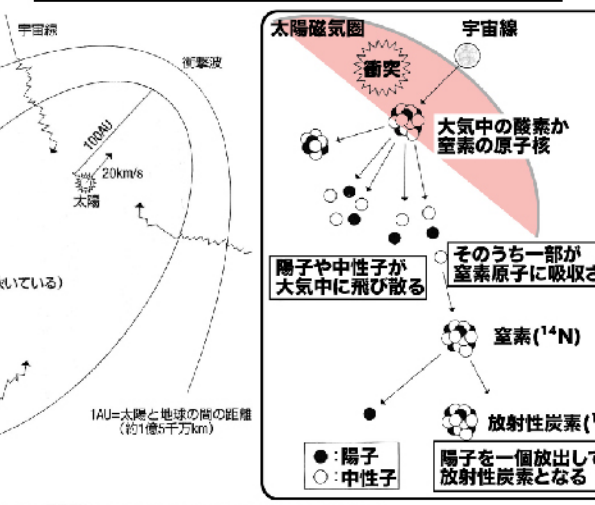 宇宙線
衝撃波
100AU
20km/s
太陽
いている)
1AU=太陽と地球の間の距離
(約1億5千万km)
太陽磁気圏
宇宙線
衝突
大気中の酸素か
窒素の原子核
陽子や中性子が
大気中に飛び散る
そのうち一部が
窒素原子に吸収さ
窒素(¹⁴N)
放射性炭素(¹
陽子を一個放出して
放射性炭素となる
●:陽子
○:中性子